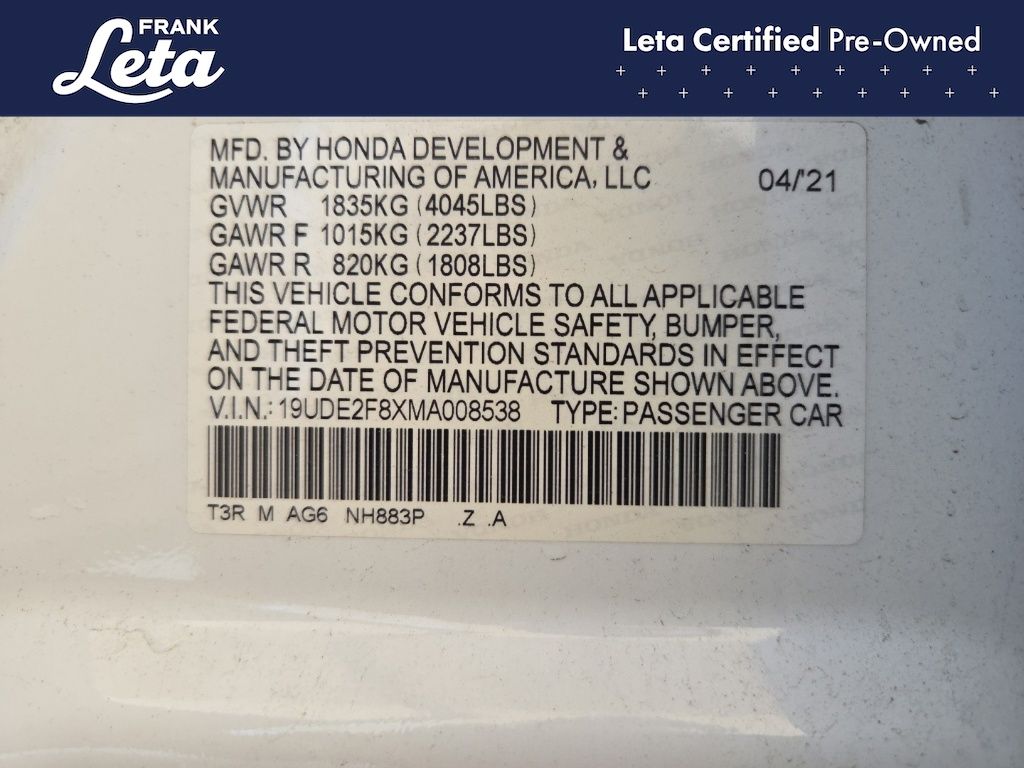 FRANK
Leta
Leta Certified Pre-Owned
MFD. BY HONDA DEVELOPMENT &
MANUFACTURING OF AMERICA, LLC 04/'21
GVWR 1835KG (4045LBS)
GAWR F 1015KG (2237LBS)
GAWR R 820KG (1808LBS)
THIS VEHICLE CONFORMS TO ALL APPLICABLE
FEDERAL MOTOR VEHICLE SAFETY, BUMPER,
AND THEFT PREVENTION STANDARDS IN EFFECT
ON THE DATE OF MANUFACTURE SHOWN ABOVE.
V.I.N.: 19UDE2F8XMA008538 TYPE: PASSENGER CAR
T3R M AG6 NH883P .Z .A